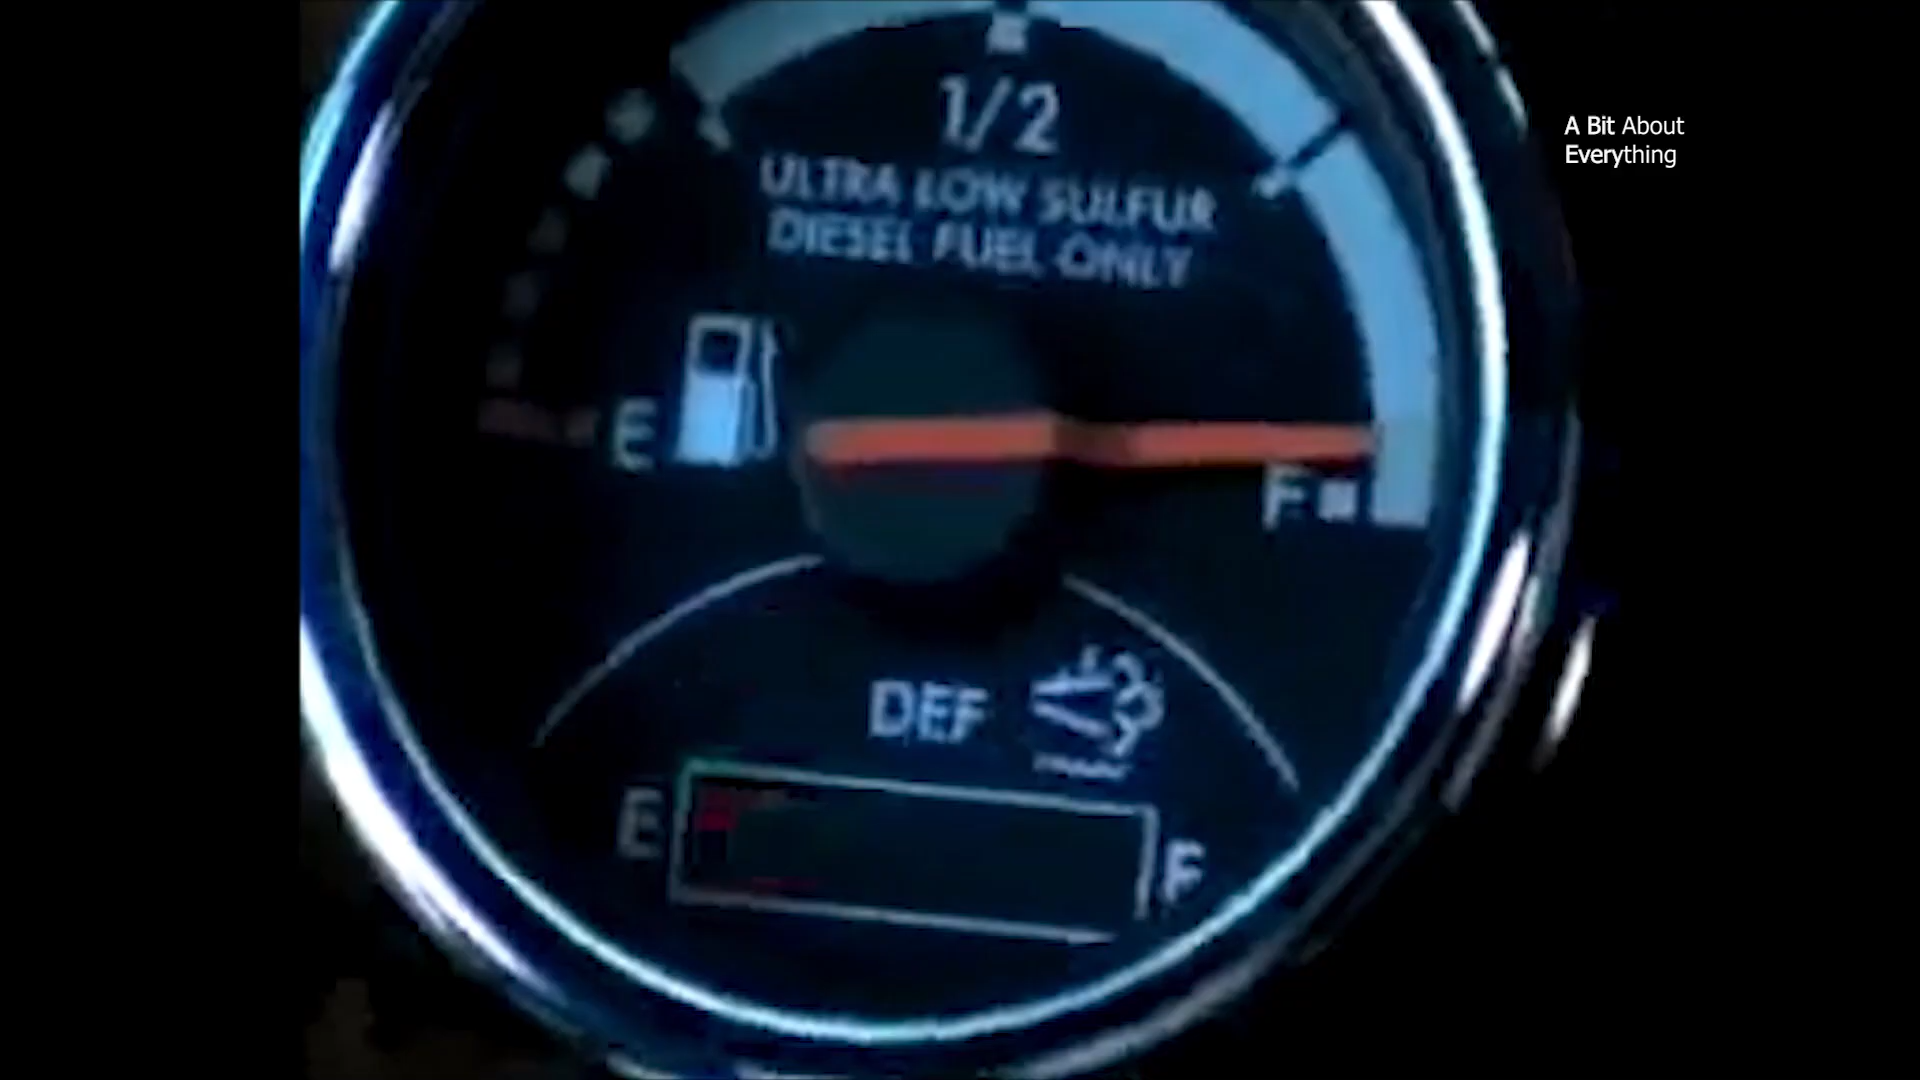 1/2
ULTRA LOW SULFUR
DIESEL FUEL ONLY
E
F
DEF
E
F
A Bit About
Everything